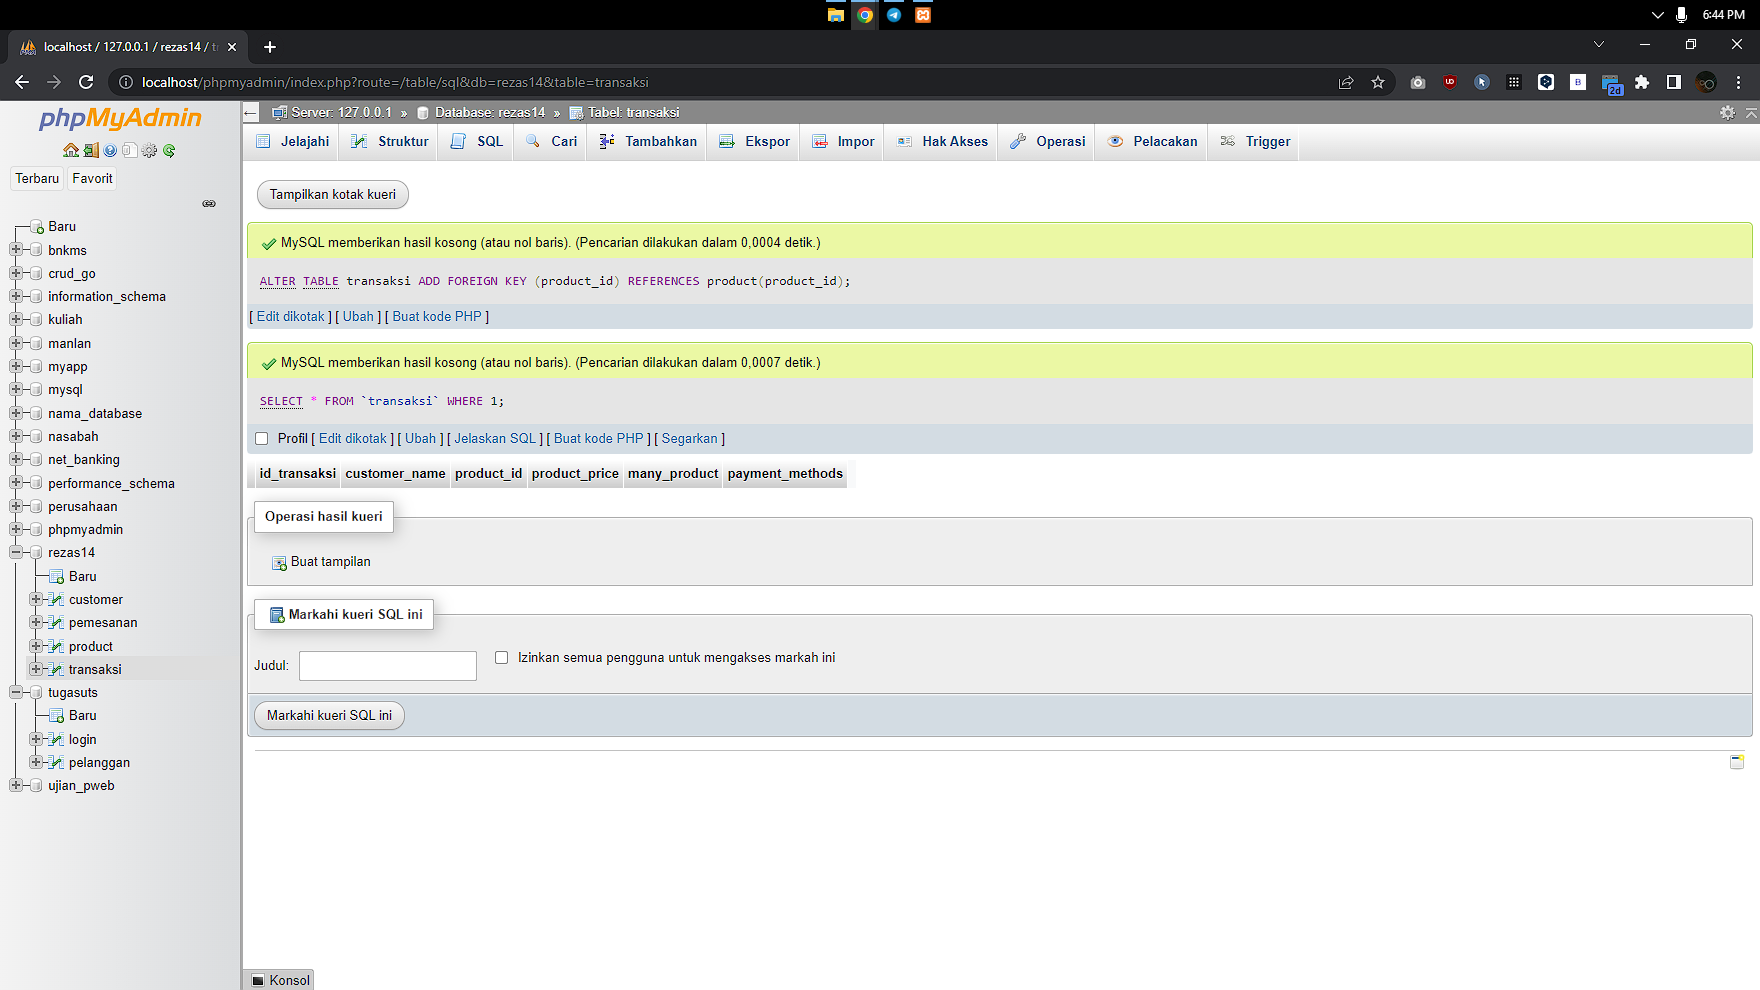 6:44 PM
localhost / 127.0.0.1 / rezas14 / t
localhost/phpmyadmin/index.php?route=/table/sql&db=rezas14&table=transaksi
UD
B
2d
phpMyAdmin
Server: 127.0.0.1 » Database: rezas14 » Tabel: transaksi
Jelajahi Struktur SQL Cari Tambahkan Ekspor Impor Hak Akses Operasi Pelacakan Trigger
Terbaru Favorit
Baru
bnkms
crud_go
information_schema
kuliah
manlan
myapp
mysql
nama_database
nasabah
net_banking
performance_schema
perusahaan
phpmyadmin
rezas14
Baru
customer
pemesanan
product
transaksi
tugasuts
Baru
login
pelanggan
ujian_pweb
Tampilkan kotak kueri
MySQL memberikan hasil kosong (atau nol baris). (Pencarian dilakukan dalam 0,0004 detik.)
ALTER TABLE transaksi ADD FOREIGN KEY (product_id) REFERENCES product(product_id);
[ Edit dikotak ] [ Ubah ] [ Buat kode PHP ]
MySQL memberikan hasil kosong (atau nol baris). (Pencarian dilakukan dalam 0,0007 detik.)
SELECT * FROM `transaksi` WHERE 1;
Profil [ Edit dikotak ] [ Ubah ] [ Jelaskan SQL ] [ Buat kode PHP ] [ Segarkan ]
id_transaksi customer_name product_id product_price many_product payment_methods
Operasi hasil kueri
Buat tampilan
Markahi kueri SQL ini
Judul: Izinkan semua pengguna untuk mengakses markah ini
Markahi kueri SQL ini
Konsol